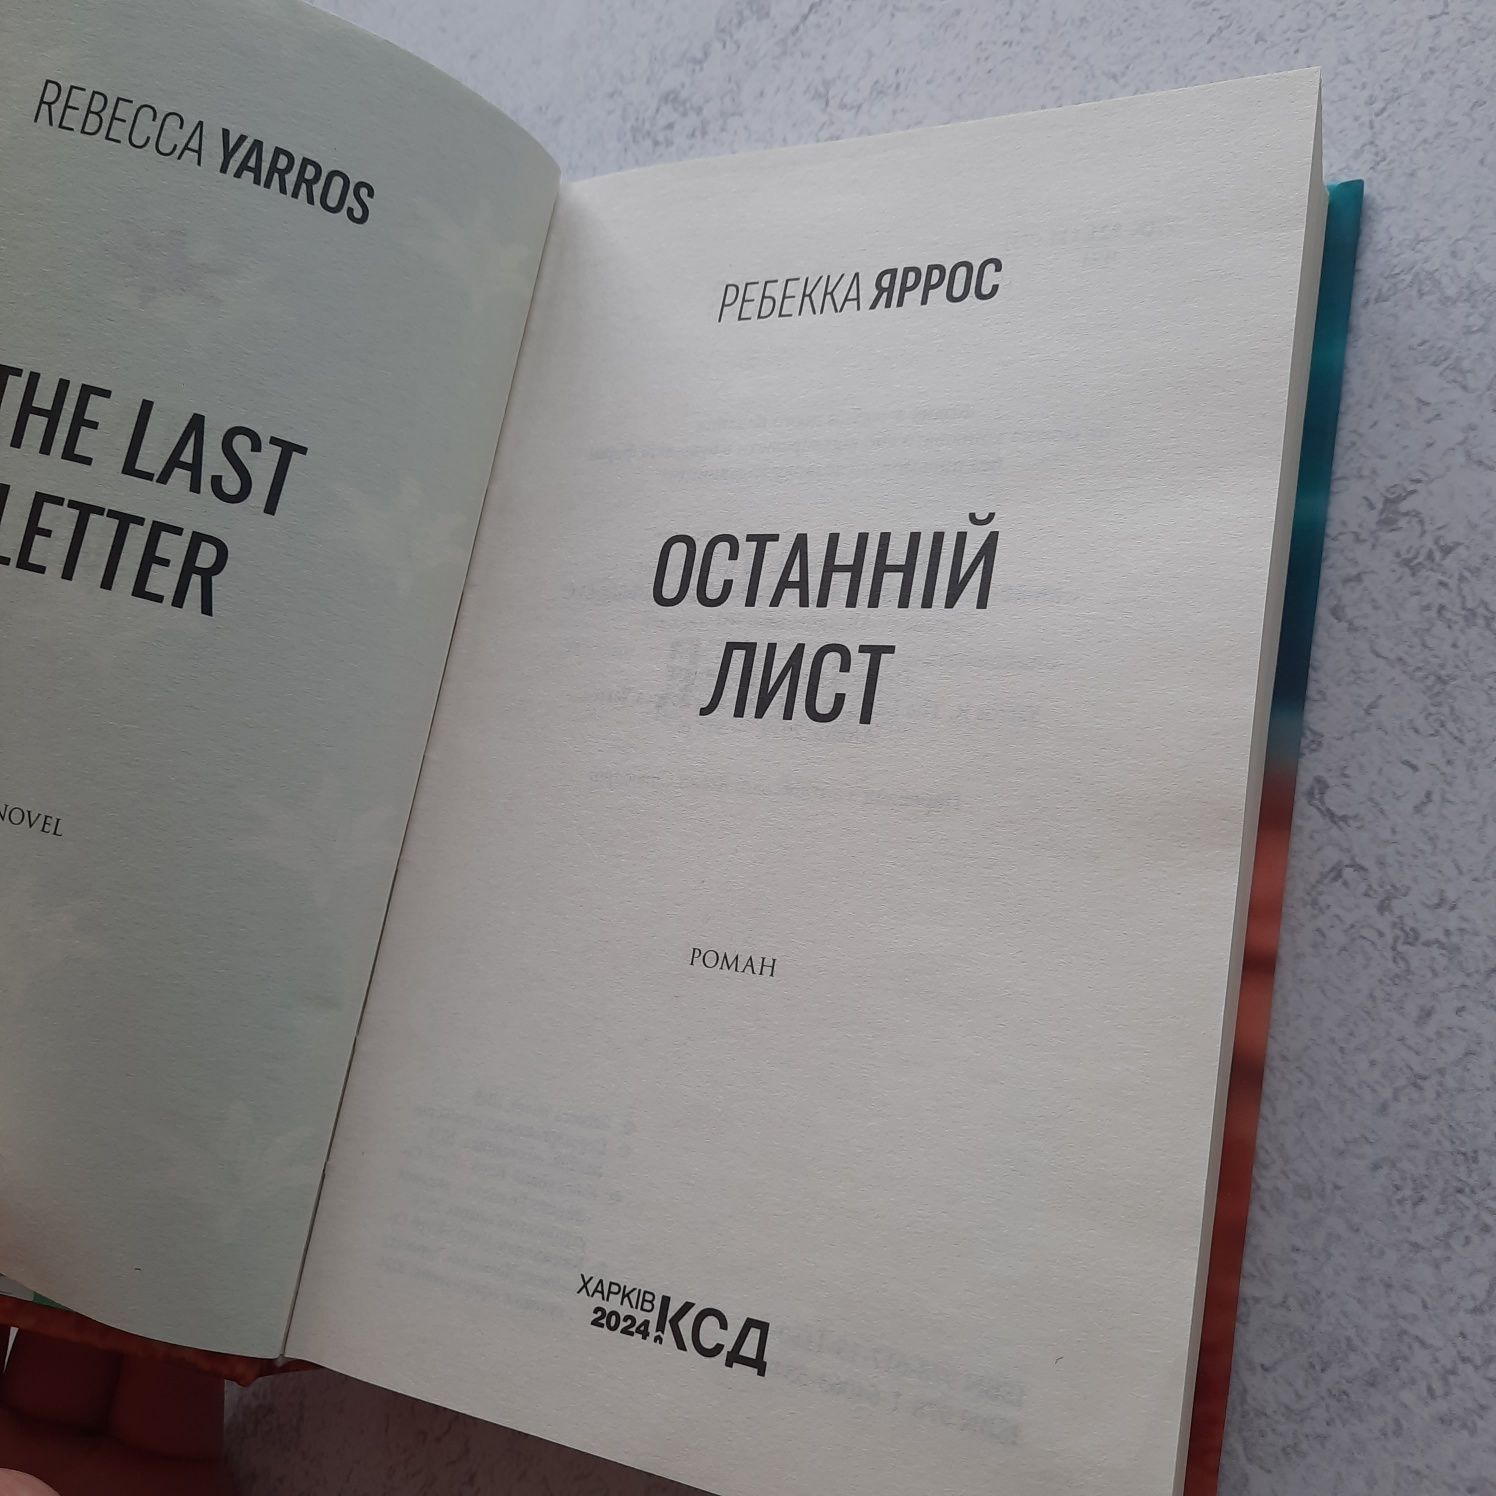 REBECCA YARROS
THE LAST
LETTER
NOVEL
РЕБЕККА ЯРРОС
ОСТАННІЙ
ЛИСТ
РОМАН
ХАРКІВ
2024
КСД